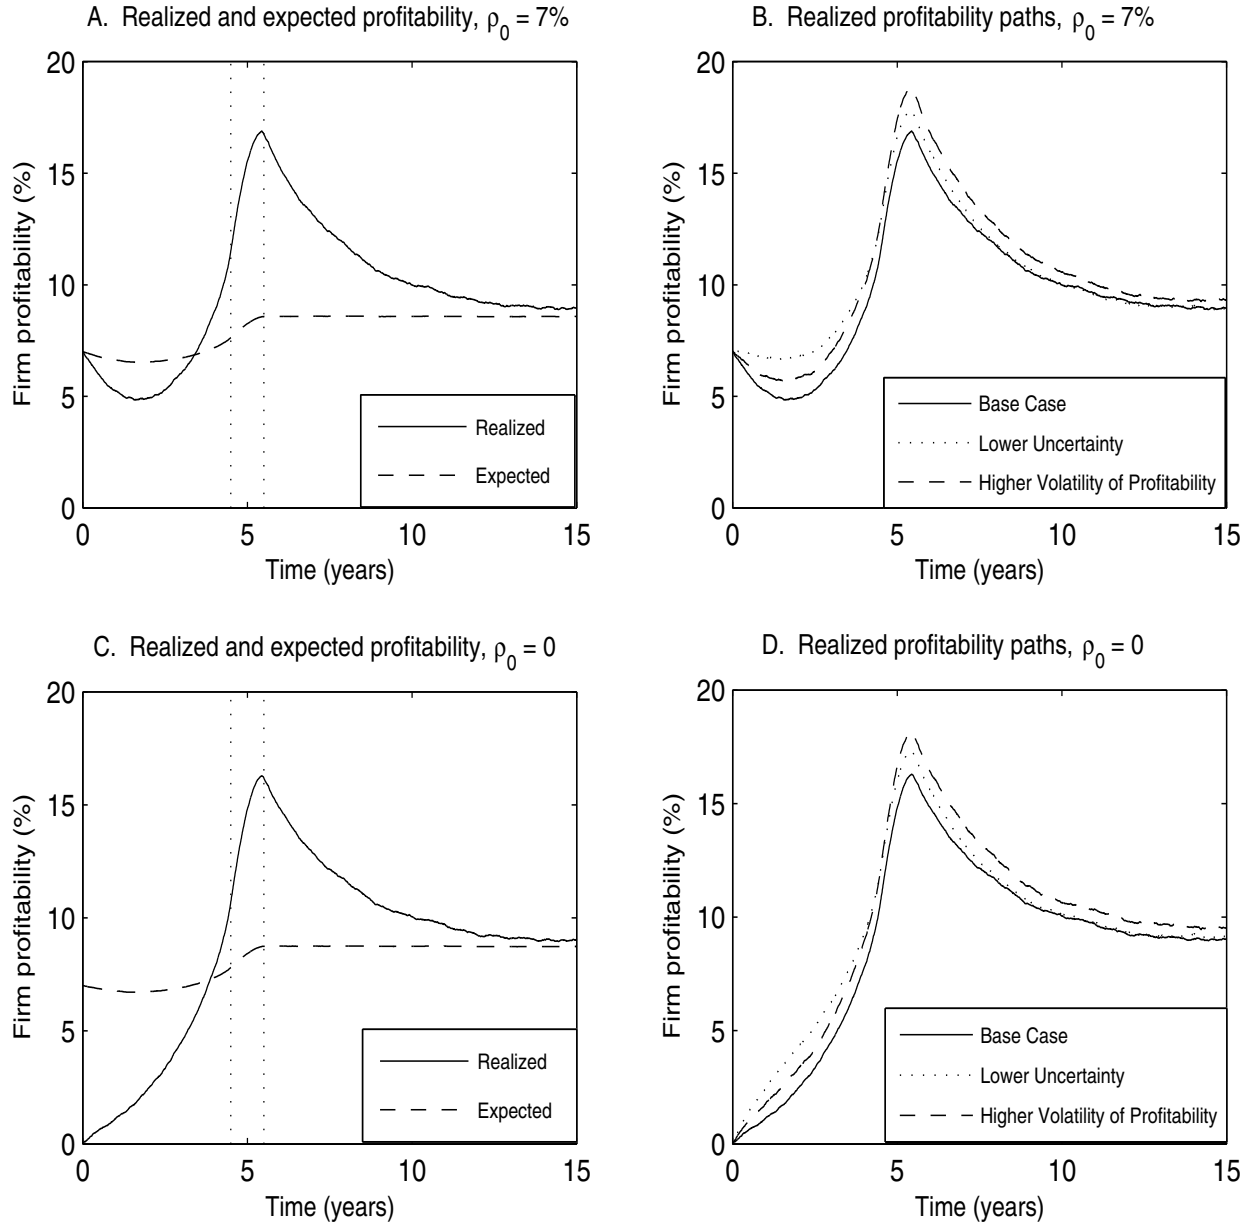 A. Realized and expected profitability, ρ0 = 7%
20
15
10
5
0
Firm profitability (%)
Realized
Expected
0 5 10 15
Time (years)
B. Realized profitability paths, ρ0 = 7%
20
15
10
5
0
Firm profitability (%)
Base Case
Lower Uncertainty
Higher Volatility of Profitability
0 5 10 15
Time (years)
C. Realized and expected profitability, ρ0 = 0
20
15
10
5
0
Firm profitability (%)
Realized
Expected
0 5 10 15
Time (years)
D. Realized profitability paths, ρ0 = 0
20
15
10
5
0
Firm profitability (%)
Base Case
Lower Uncertainty
Higher Volatility of Profitability
0 5 10 15
Time (years)